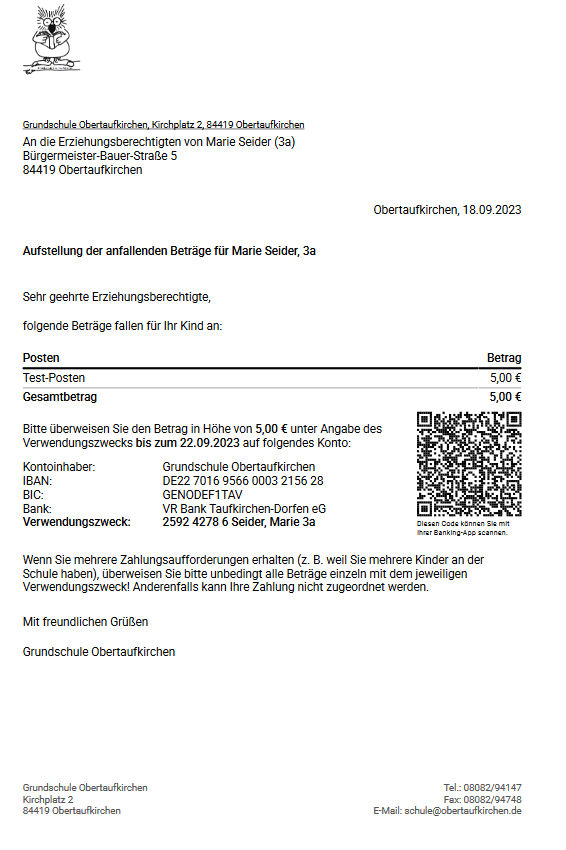 Grundschule Obertaufkirchen, Kirchplatz 2, 84419 Obertaufkirchen
An die Erziehungsberechtigten von Marie Seider (3a)
Bürgermeister-Bauer-Straße 5
84419 Obertaufkirchen
Obertaufkirchen, 18.09.2023
Aufstellung der anfallenden Beträge für Marie Seider, 3a
Sehr geehrte Erziehungsberechtigte,
folgende Beträge fallen für Ihr Kind an:
Posten Betrag
Test-Posten 5,00 €
Gesamtbetrag 5,00 €
Bitte überweisen Sie den Betrag in Höhe von 5,00 € unter Angabe des
Verwendungszwecks bis zum 22.09.2023 auf folgendes Konto:
Kontoinhaber: Grundschule Obertaufkirchen
IBAN: DE22 7016 9566 0003 2156 28
BIC: GENODEF1TAV
Bank: VR Bank Taufkirchen-Dorfen eG
Verwendungszweck: 2592 4278 6 Seider, Marie 3a
Diesen Code können Sie mit
Ihrer Banking-App scannen.
Wenn Sie mehrere Zahlungsaufforderungen erhalten (z. B. weil Sie mehrere Kinder an der
Schule haben), überweisen Sie bitte unbedingt alle Beträge einzeln mit dem jeweiligen
Verwendungszweck! Anderenfalls kann Ihre Zahlung nicht zugeordnet werden.
Mit freundlichen Grüßen
Grundschule Obertaufkirchen
Grundschule Obertaufkirchen Tel.: 08082/94147
Kirchplatz 2 Fax: 08082/94748
84419 Obertaufkirchen E-Mail: schule@obertaufkirchen.de